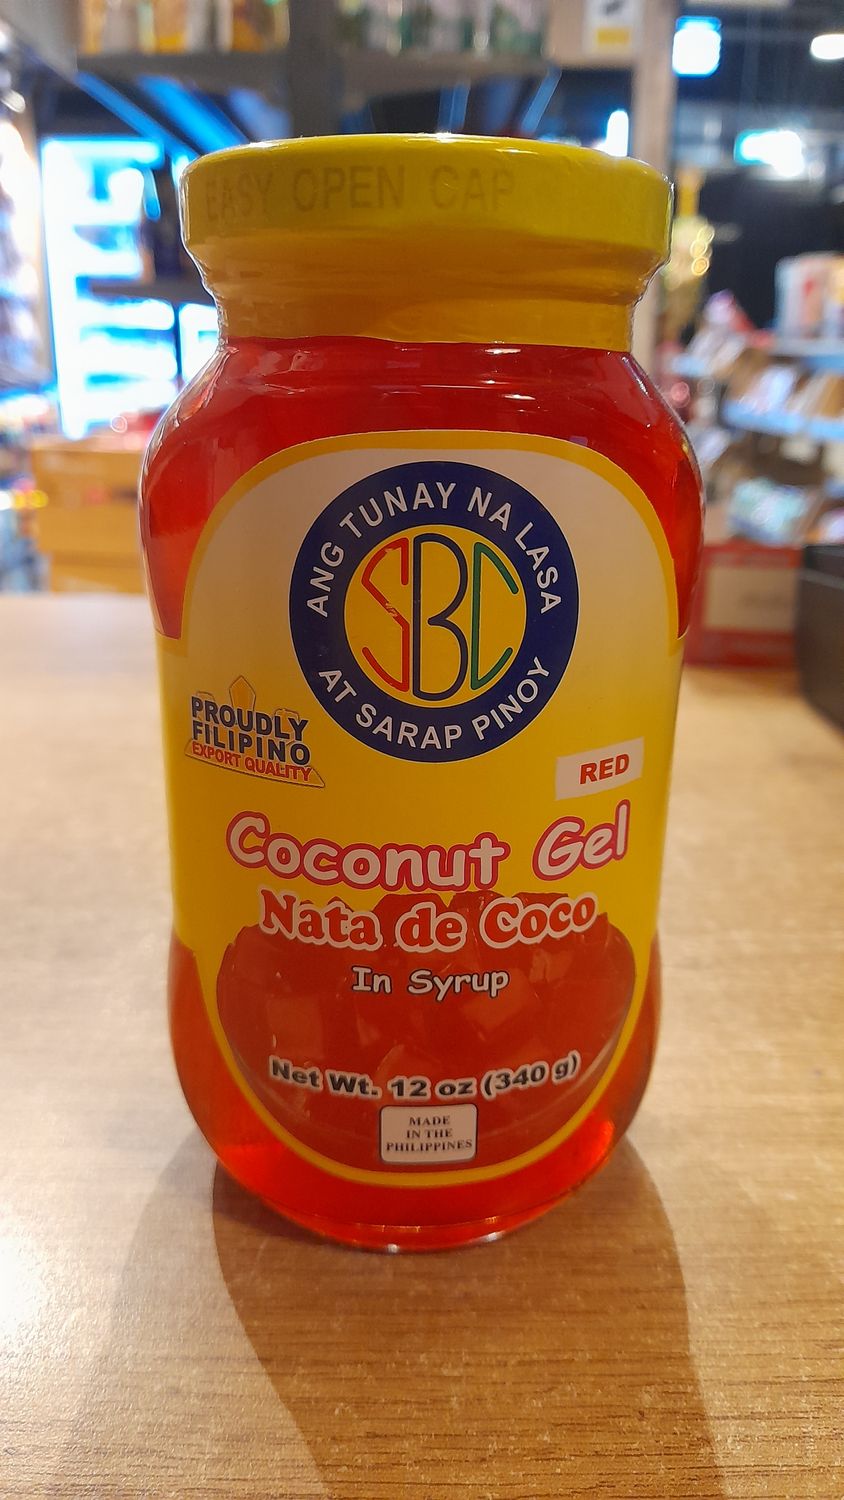 EASY OPEN CAP
ANG TUNAY NA LASA
SBC
AT SARAP PINOY
PROUDLY
FILIPINO
EXPORT QUALITY
RED
Coconut Gel
Nata de Coco
In Syrup
Net Wt. 12 oz (340 g)
MADE
IN THE
PHILIPPINES